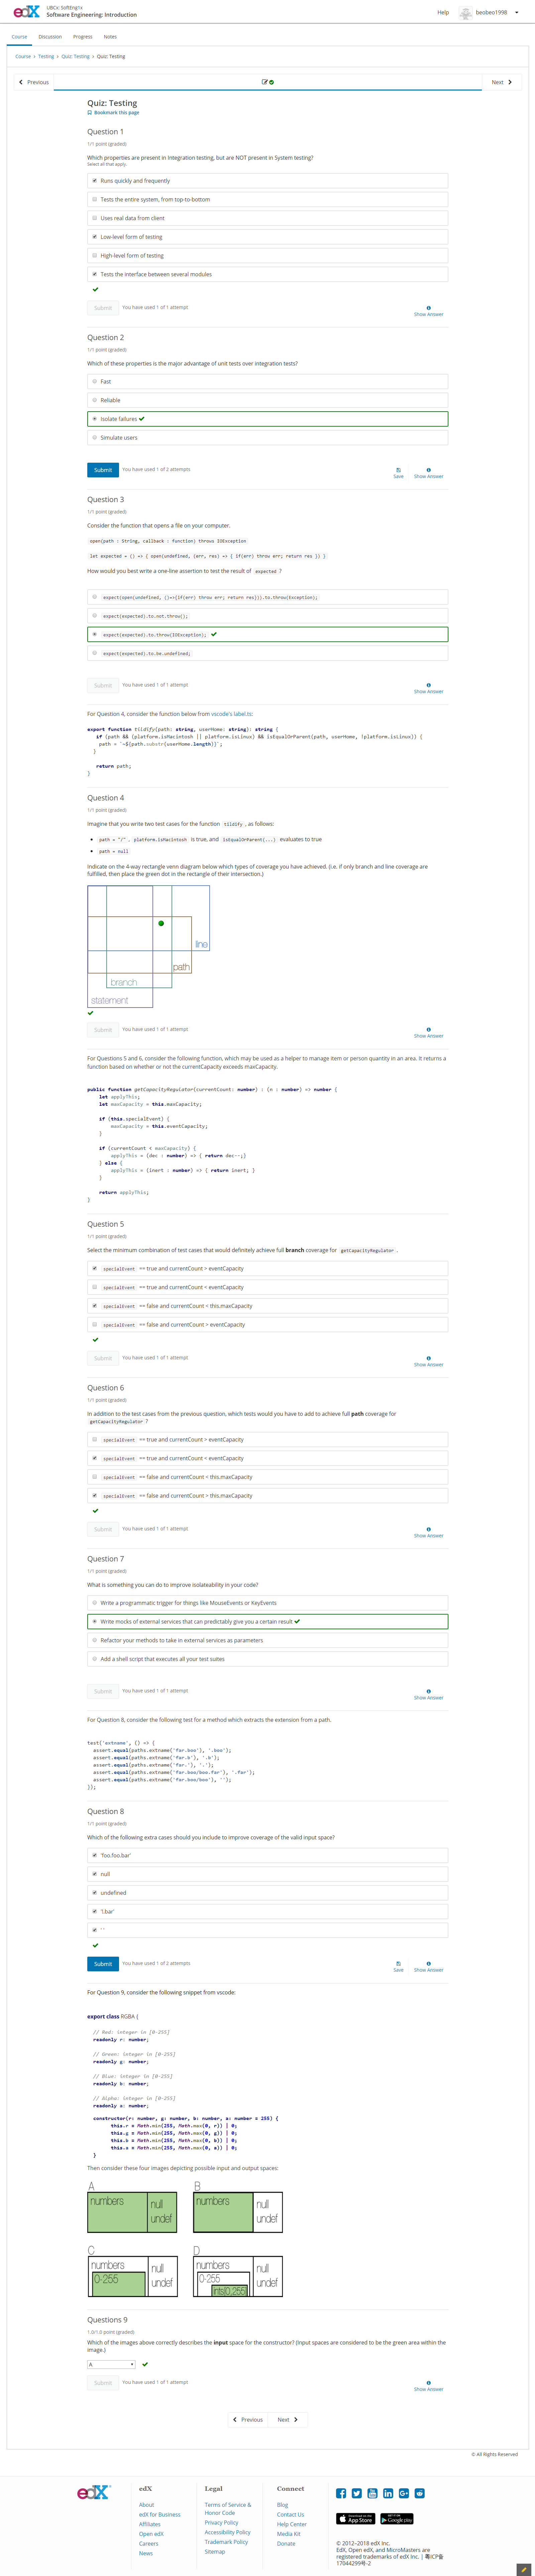 edX
UBCx: SoftEng1x
Software Engineering: Introduction
Help
beobeo1998
Course Discussion Progress Notes
Course › Testing › Quiz: Testing › Quiz: Testing
Previous
Next
Quiz: Testing
Bookmark this page
Question 1
1/1 point (graded)
Which properties are present in Integration testing, but are NOT present in System testing?
Select all that apply.
Runs quickly and frequently
Tests the entire system, from top-to-bottom
Uses real data from client
Low-level form of testing
High-level form of testing
Tests the interface between several modules
Submit
You have used 1 of 1 attempt
Show Answer
Question 2
1/1 point (graded)
Which of these properties is the major advantage of unit tests over integration tests?
Fast
Reliable
Isolate failures
Simulate users
Submit
You have used 1 of 2 attempts
Save
Show Answer
Question 3
1/1 point (graded)
Consider the function that opens a file on your computer.
open(path : String, callback : function) throws IOException
let expected = () => { open(undefined, (err, res) => { if(err) throw err; return res }) }
How would you best write a one-line assertion to test the result of expected ?
expect(open(undefined, ()=>{if(err) throw err; return res})).to.throw(Exception);
expect(expected).to.not.throw();
expect(expected).to.throw(IOException);
expect(expected).to.be.undefined;
Submit
You have used 1 of 1 attempt
Show Answer
For Question 4, consider the function below from vscode's label.ts:
export function tildify(path: string, userHome: string): string {
if (path && (platform.isMacintosh || platform.isLinux) && isEqualOrParent(path, userHome, !platform.isLinux)) {
path = `~${path.substr(userHome.length)}`;
}
return path;
}
Question 4
1/1 point (graded)
Imagine that you write two test cases for the function tildify , as follows:
path = "/" , platform.isMacintosh is true, and isEqualOrParent(...) evaluates to true
path = null
Indicate on the 4-way rectangle venn diagram below which types of coverage you have achieved. (i.e. if only branch and line coverage are
fulfilled, then place the green dot in the rectangle of their intersection.)
line
path
branch
statement
Submit
You have used 1 of 1 attempt
Show Answer
For Questions 5 and 6, consider the following function, which may be used as a helper to manage item or person quantity in an area. It returns a
function based on whether or not the currentCapacity exceeds maxCapacity.
public function getCapacityRegulator(currentCount: number) : (n : number) => number {
let applyThis;
let maxCapacity = this.maxCapacity;
if (this.specialEvent) {
maxCapacity = this.eventCapacity;
}
if (currentCount < maxCapacity) {
applyThis = (dec : number) => { return dec--;}
} else {
applyThis = (inert : number) => { return inert; }
}
return applyThis;
}
Question 5
1/1 point (graded)
Select the minimum combination of test cases that would definitely achieve full branch coverage for getCapacityRegulator .
specialEvent == true and currentCount > eventCapacity
specialEvent == true and currentCount < eventCapacity
specialEvent == false and currentCount < this.maxCapacity
specialEvent == false and currentCount > eventCapacity
Submit
You have used 1 of 1 attempt
Show Answer
Question 6
1/1 point (graded)
In addition to the test cases from the previous question, which tests would you have to add to achieve full path coverage for
getCapacityRegulator ?
specialEvent == true and currentCount > eventCapacity
specialEvent == true and currentCount < eventCapacity
specialEvent == false and currentCount < this.maxCapacity
specialEvent == false and currentCount > this.maxCapacity
Submit
You have used 1 of 1 attempt
Show Answer
Question 7
1/1 point (graded)
What is something you can do to improve isolateability in your code?
Write a programmatic trigger for things like MouseEvents or KeyEvents
Write mocks of external services that can predictably give you a certain result
Refactor your methods to take in external services as parameters
Add a shell script that executes all your test suites
Submit
You have used 1 of 1 attempt
Show Answer
For Question 8, consider the following test for a method which extracts the extension from a path.
test('extname', () => {
assert.equal(paths.extname('far.boo'), '.boo');
assert.equal(paths.extname('far.b'), '.b');
assert.equal(paths.extname('far.'), '.');
assert.equal(paths.extname('far.boo/boo.far'), '.far');
assert.equal(paths.extname('far.boo/boo'), '');
});
Question 8
1/1 point (graded)
Which of the following extra cases should you include to improve coverage of the valid input space?
'foo.foo.bar'
null
undefined
'!.bar'
' '
Submit
You have used 1 of 2 attempts
Save
Show Answer
For Question 9, consider the following snippet from vscode:
export class RGBA {
// Red: integer in [0-255]
readonly r: number;
// Green: integer in [0-255]
readonly g: number;
// Blue: integer in [0-255]
readonly b: number;
// Alpha: integer in [0-255]
readonly a: number;
constructor(r: number, g: number, b: number, a: number = 255) {
this.r = Math.min(255, Math.max(0, r)) | 0;
this.g = Math.min(255, Math.max(0, g)) | 0;
this.b = Math.min(255, Math.max(0, b)) | 0;
this.a = Math.min(255, Math.max(0, a)) | 0;
}
Then consider these four images depicting possible input and output spaces:
A
numbers
null
undef
B
numbers
null
undef
C
numbers
0-255
null
undef
D
numbers
0-255
ints[0,255]
null
undef
Questions 9
1.0/1.0 point (graded)
Which of the images above correctly describes the input space for the constructor? (Input spaces are considered to be the green area within the
image.)
A
Submit
You have used 1 of 1 attempt
Show Answer
Previous
Next
© All Rights Reserved
edX
edX
About
edX for Business
Affiliates
Open edX
Careers
News
Legal
Terms of Service &
Honor Code
Privacy Policy
Accessibility Policy
Trademark Policy
Sitemap
Connect
Blog
Contact Us
Help Center
Media Kit
Donate
Download on the
App Store
Google Play
© 2012–2018 edX Inc.
EdX, Open edX, and MicroMasters are
registered trademarks of edX Inc. | 粤ICP备
17044299号-2